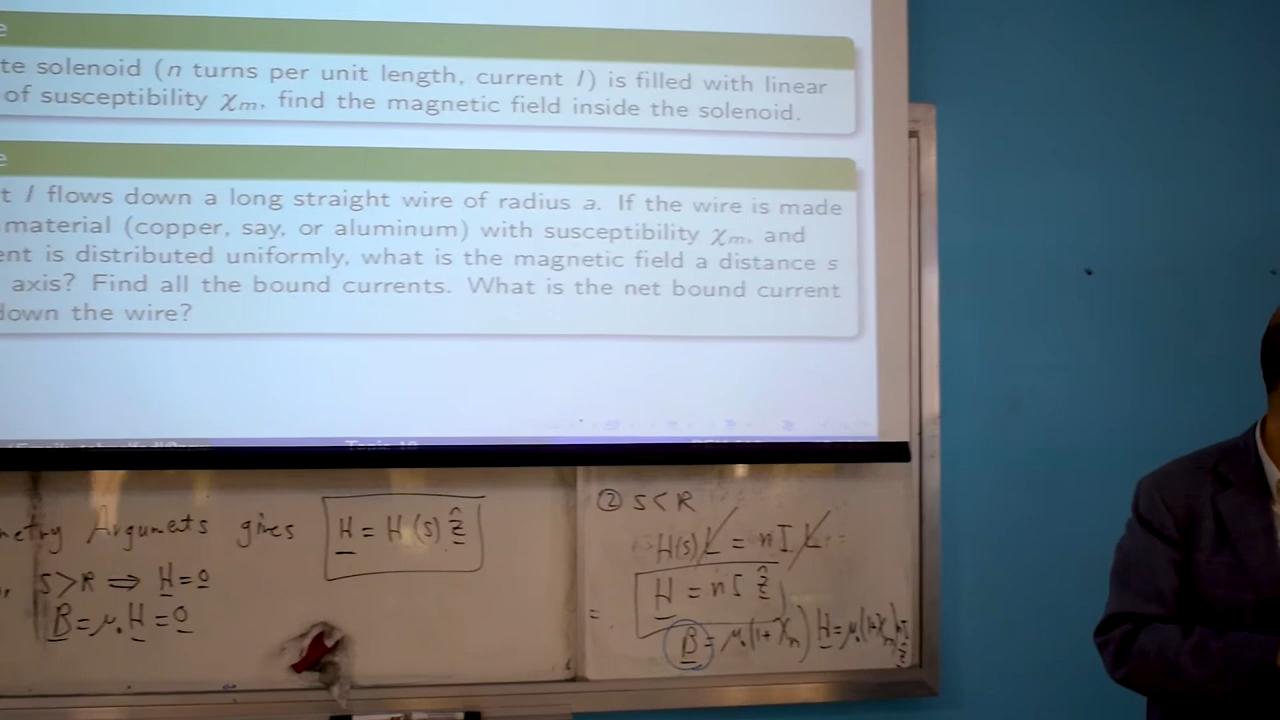 e
te solenoid (n turns per unit length, current I) is filled with linear
of susceptibility χm, find the magnetic field inside the solenoid.
e
t I flows down a long straight wire of radius a. If the wire is made
material (copper, say, or aluminum) with susceptibility χm, and
ent is distributed uniformly, what is the magnetic field a distance s
axis? Find all the bound currents. What is the net bound current
down the wire?
metry Argumets gives H = H(s) ẑ
s>R ⇒ H=0
B=μ₀H=0
② s<R
H(s)L = nIL
H = nI ẑ
B = μ₀(1+χm) H = μ₀(1+χm)nI ẑ